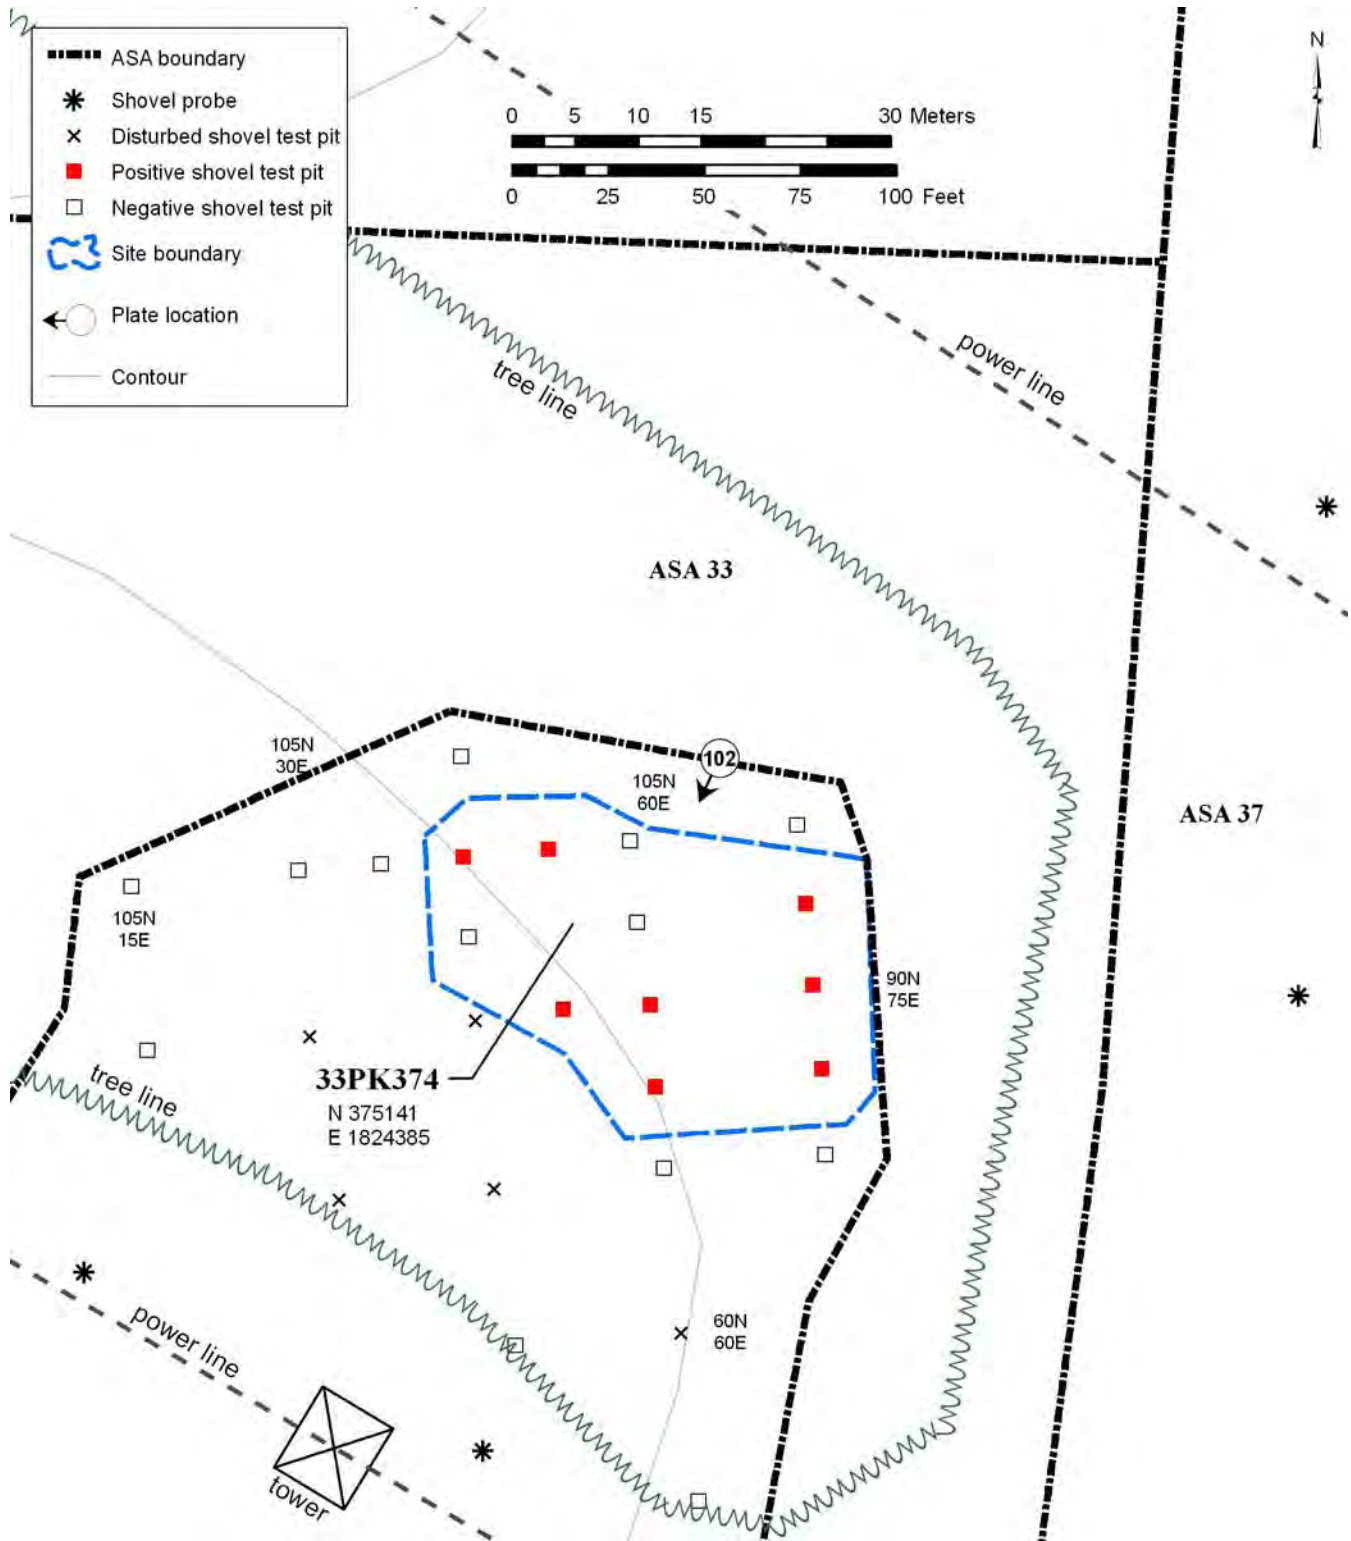 ASA boundary
Shovel probe
Disturbed shovel test pit
Positive shovel test pit
Negative shovel test pit
Site boundary
Plate location
Contour
0 5 10 15 30 Meters
0 25 50 75 100 Feet
N
power line
tree line
ASA 33
102
105N
30E
105N
60E
ASA 37
105N
15E
90N
75E
33PK374
N 375141
E 1824385
tree line
60N
60E
power line
tower